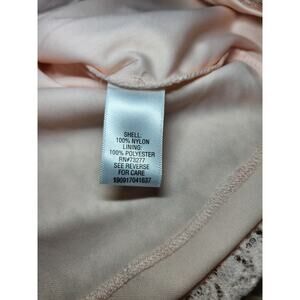 SHELL:
100% NYLON
LINING:
100% POLYESTER
RN#73277
SEE REVERSE
FOR CARE
190917041637